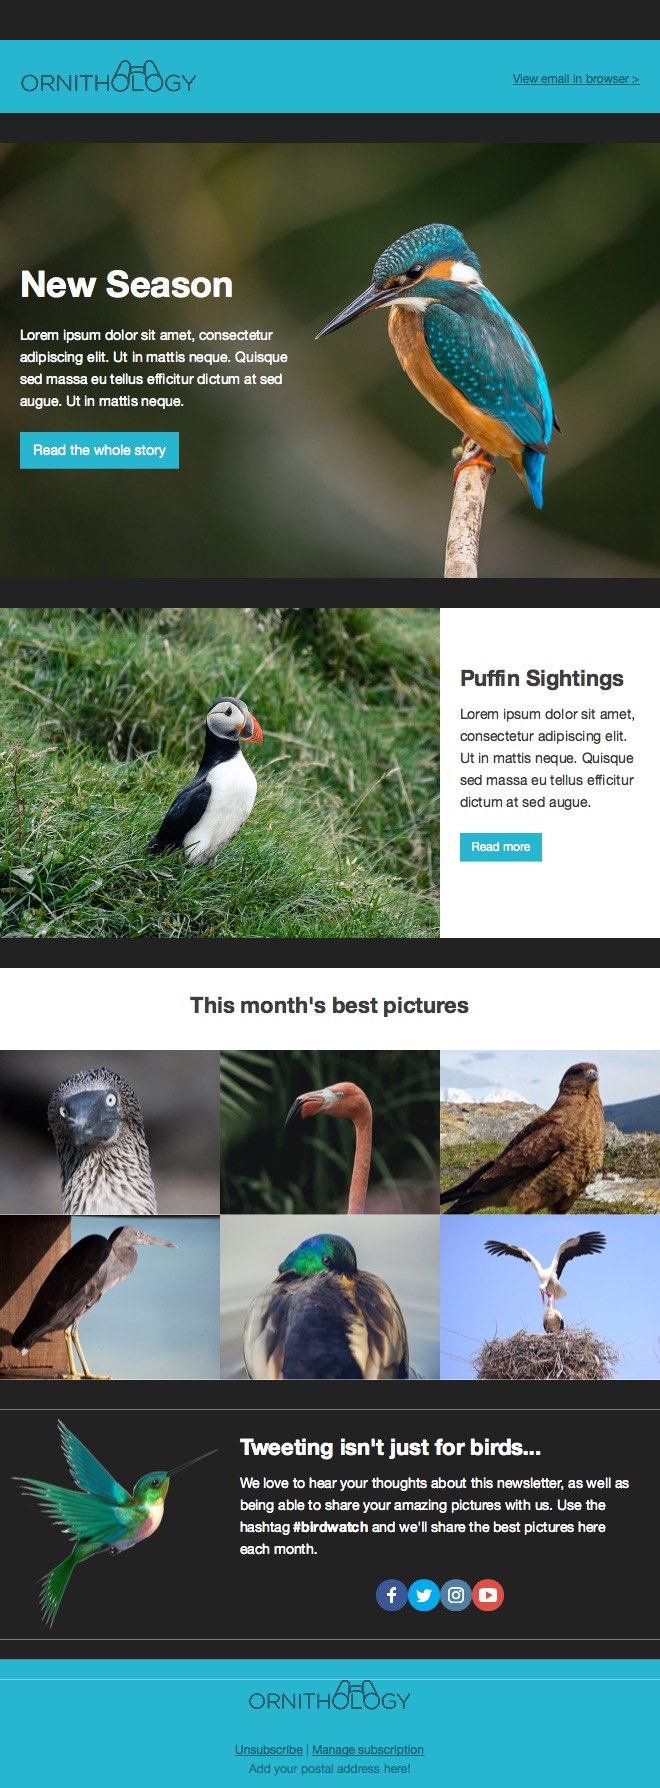 ORNITHOLOGY
View email in browser >
New Season
Lorem ipsum dolor sit amet, consectetur
adipiscing elit. Ut in mattis neque. Quisque
sed massa eu tellus efficitur dictum at sed
augue. Ut in mattis neque.
Read the whole story
Puffin Sightings
Lorem ipsum dolor sit amet,
consectetur adipiscing elit.
Ut in mattis neque. Quisque
sed massa eu tellus efficitur
dictum at sed augue.
Read more
This month's best pictures
Tweeting isn't just for birds...
We love to hear your thoughts about this newsletter, as well as
being able to share your amazing pictures with us. Use the
hashtag #birdwatch and we'll share the best pictures here
each month.
ORNITHOLOGY
Unsubscribe | Manage subscription
Add your postal address here!